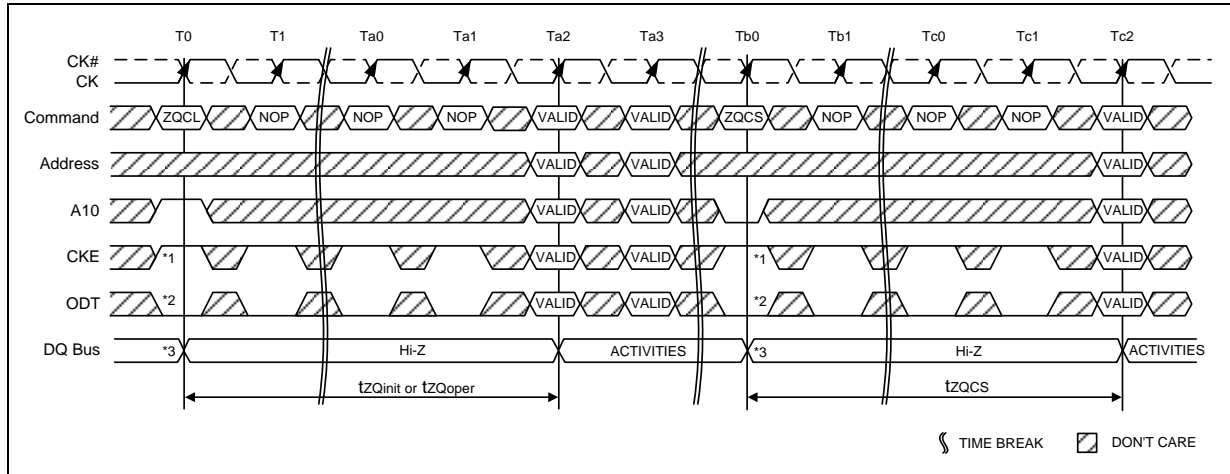 T0 T1 Ta0 Ta1 Ta2 Ta3 Tb0 Tb1 Tc0 Tc1 Tc2
CK#
CK
Command ZQCL NOP NOP NOP VALID VALID ZQCS NOP NOP NOP VALID
Address VALID VALID VALID
A10 VALID VALID VALID
CKE *1 VALID VALID *1 VALID
ODT *2 VALID VALID *2 VALID
DQ Bus *3 Hi-Z ACTIVITIES *3 Hi-Z ACTIVITIES
tZQinit or tZQoper tZQCS
TIME BREAK DON'T CARE